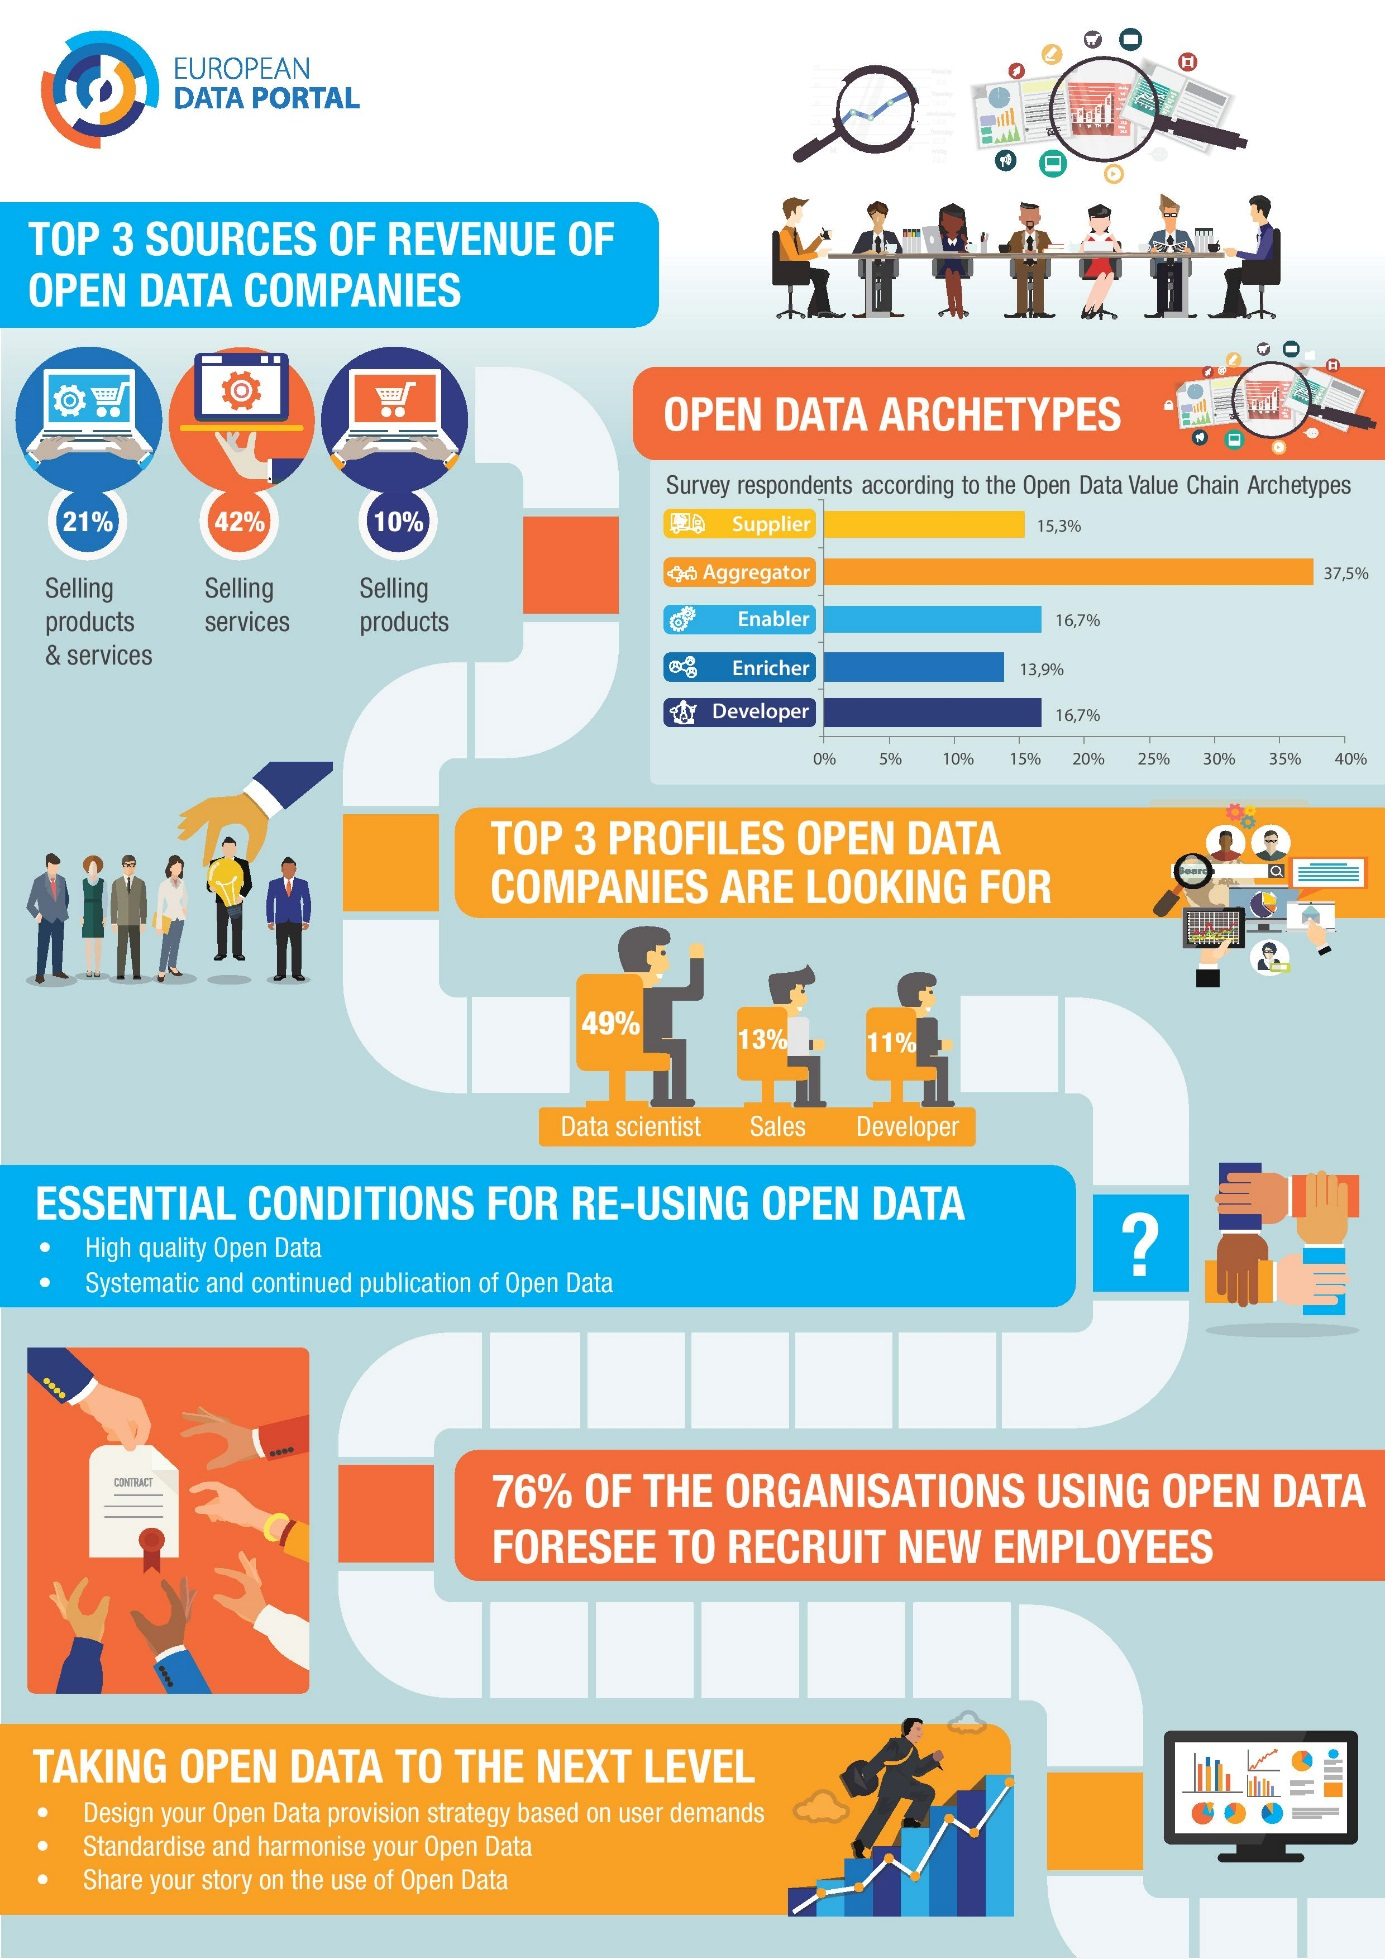 EUROPEAN
DATA PORTAL
TOP 3 SOURCES OF REVENUE OF
OPEN DATA COMPANIES
21%
42%
10%
Selling
products
& services
Selling
services
Selling
products
OPEN DATA ARCHETYPES
Survey respondents according to the Open Data Value Chain Archetypes
Supplier 15,3%
Aggregator 37,5%
Enabler 16,7%
Enricher 13,9%
Developer 16,7%
0% 5% 10% 15% 20% 25% 30% 35% 40%
TOP 3 PROFILES OPEN DATA
COMPANIES ARE LOOKING FOR
Search
49%
13%
11%
Data scientist Sales Developer
ESSENTIAL CONDITIONS FOR RE-USING OPEN DATA
• High quality Open Data
• Systematic and continued publication of Open Data
?
CONTRACT
76% OF THE ORGANISATIONS USING OPEN DATA
FORESEE TO RECRUIT NEW EMPLOYEES
TAKING OPEN DATA TO THE NEXT LEVEL
• Design your Open Data provision strategy based on user demands
• Standardise and harmonise your Open Data
• Share your story on the use of Open Data